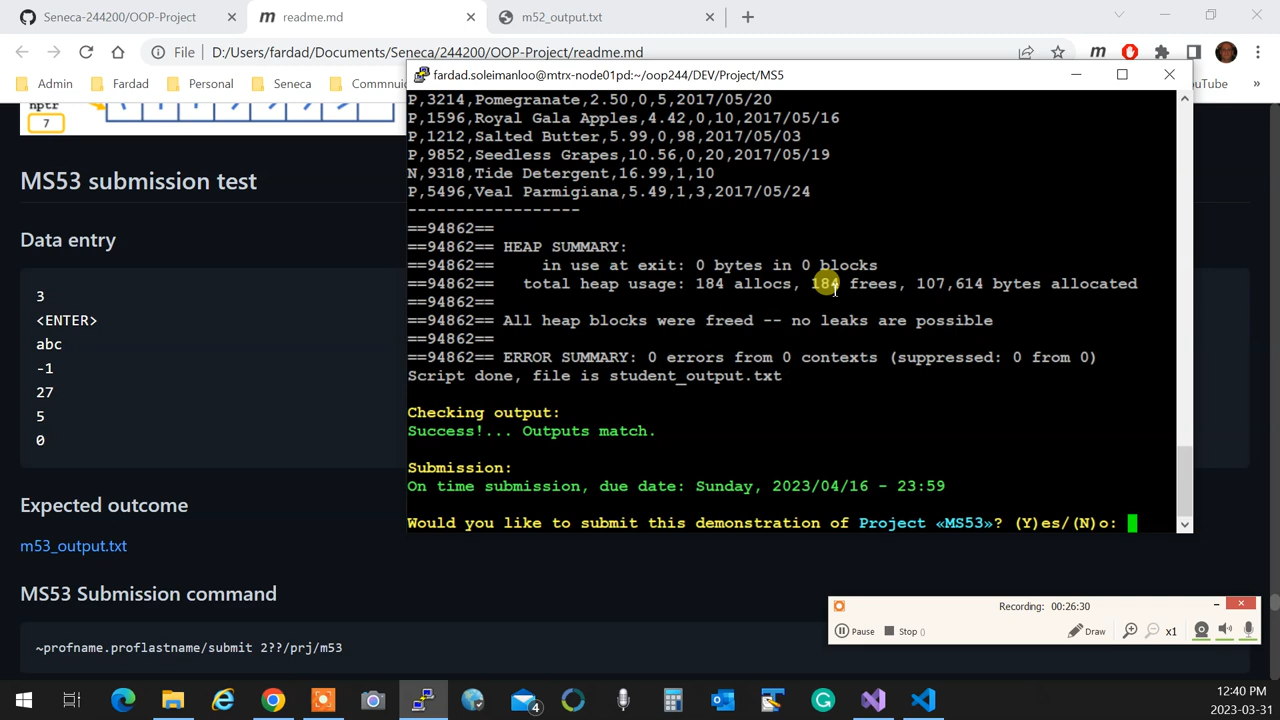 Seneca-244200/OOP-Project
readme.md
m52_output.txt
File
D:/Users/fardad/Documents/Seneca/244200/OOP-Project/readme.md
Admin
Fardad
Personal
Seneca
YouTube
7
MS53 submission test
Data entry
3
<ENTER>
abc
-1
27
5
0
Expected outcome
m53_output.txt
MS53 Submission command
~profname.proflastname/submit 2??/prj/m53
fardad.soleimanloo@mtrx-node01pd:~/oop244/DEV/Project/MS5
P,3214,Pomegranate,2.50,0,5,2017/05/20
P,1596,Royal Gala Apples,4.42,0,10,2017/05/16
P,1212,Salted Butter,5.99,0,98,2017/05/03
P,9852,Seedless Grapes,10.56,0,20,2017/05/19
N,9318,Tide Detergent,16.99,1,10
P,5496,Veal Parmigiana,5.49,1,3,2017/05/24
------------------
==94862==
==94862== HEAP SUMMARY:
==94862==     in use at exit: 0 bytes in 0 blocks
==94862==   total heap usage: 184 allocs, 184 frees, 107,614 bytes allocated
==94862==
==94862== All heap blocks were freed -- no leaks are possible
==94862==
==94862== ERROR SUMMARY: 0 errors from 0 contexts (suppressed: 0 from 0)
Script done, file is student_output.txt
Checking output:
Success!... Outputs match.
Submission:
On time submission, due date: Sunday, 2023/04/16 - 23:59
Would you like to submit this demonstration of Project «MS53»? (Y)es/(N)o:
Recording: 00:26:30
Pause
Stop ()
Draw
x1
4
12:40 PM
2023-03-31